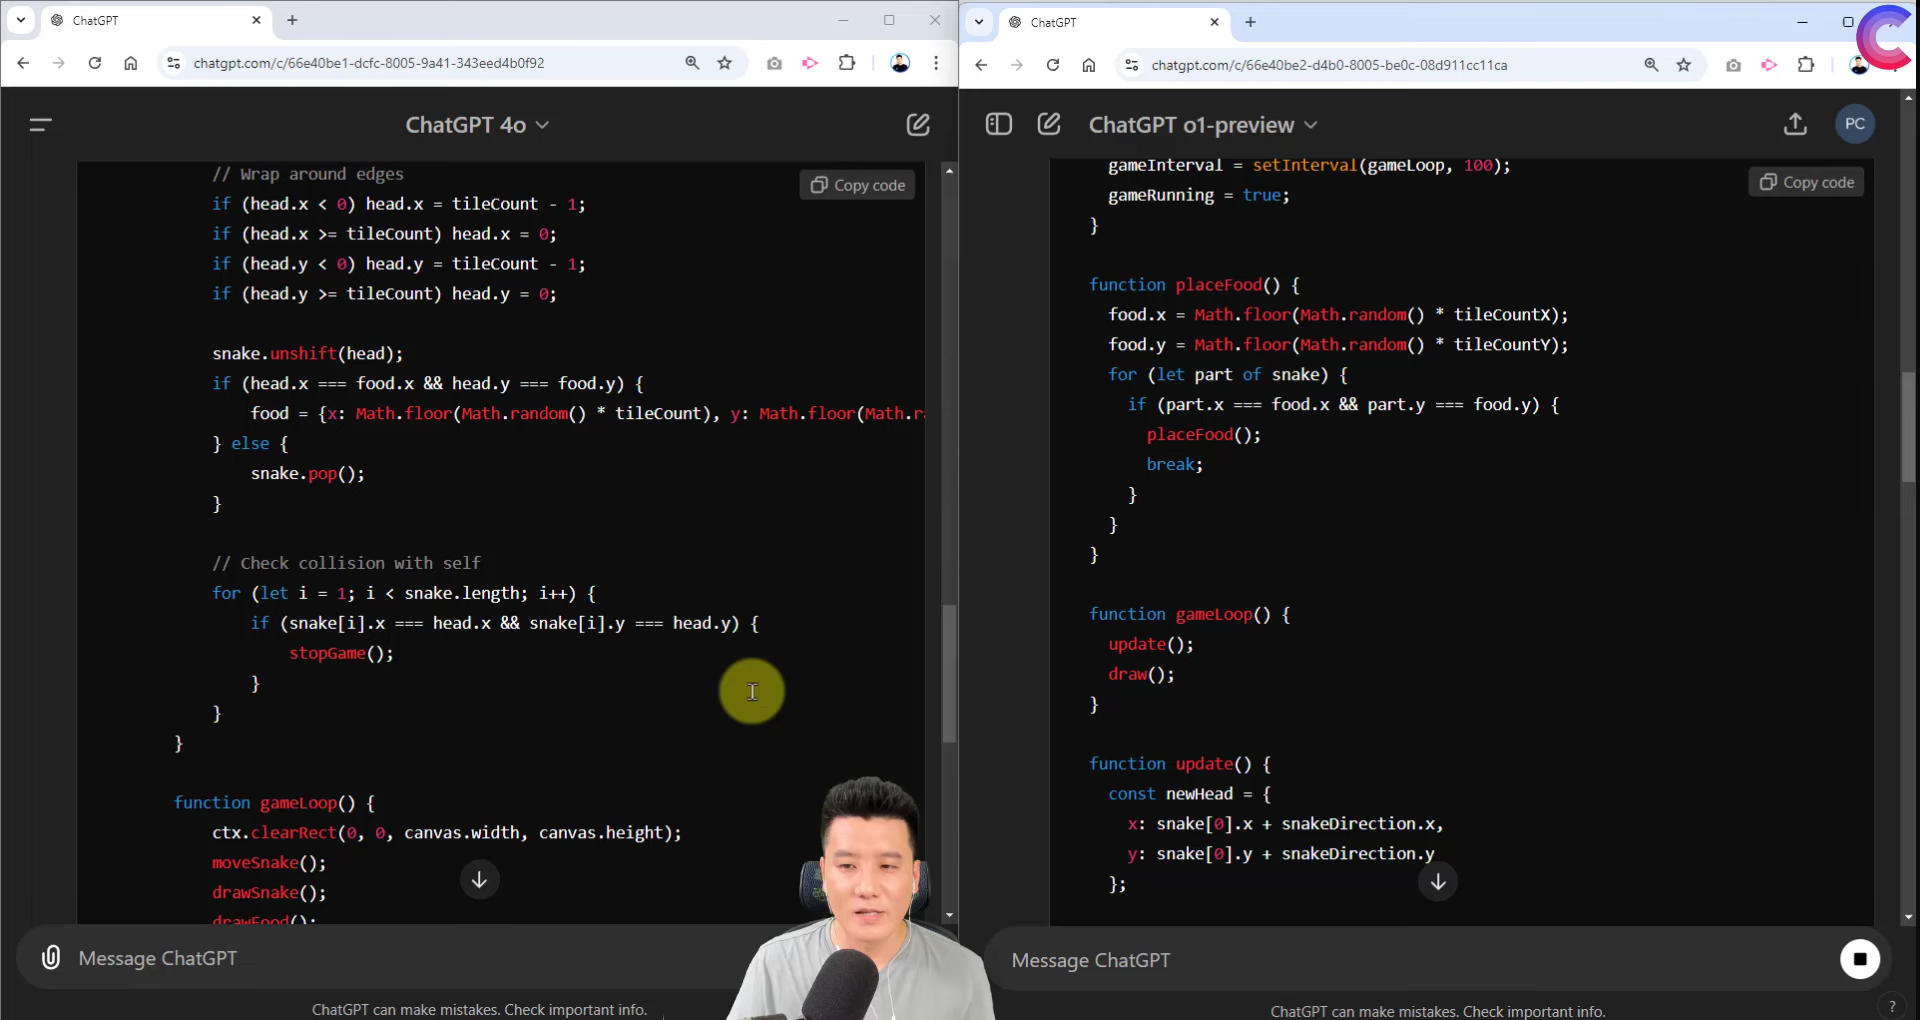 ChatGPT
chatgpt.com/c/66e40be1-dcfc-8005-9a41-343eed4b0f92
ChatGPT 4o
Copy code
// Wrap around edges
if (head.x < 0) head.x = tileCount - 1;
if (head.x >= tileCount) head.x = 0;
if (head.y < 0) head.y = tileCount - 1;
if (head.y >= tileCount) head.y = 0;
snake.unshift(head);
if (head.x === food.x && head.y === food.y) {
food = {x: Math.floor(Math.random() * tileCount), y: Math.floor(Math.r
} else {
snake.pop();
}
// Check collision with self
for (let i = 1; i < snake.length; i++) {
if (snake[i].x === head.x && snake[i].y === head.y) {
stopGame();
}
}
}
function gameLoop() {
ctx.clearRect(0, 0, canvas.width, canvas.height);
moveSnake();
drawSnake();
drawFood();
Message ChatGPT
ChatGPT can make mistakes. Check important info.
ChatGPT
chatgpt.com/c/66e40be2-d4b0-8005-be0c-08d911cc11ca
ChatGPT o1-preview
PC
Copy code
gameInterval = setInterval(gameLoop, 100);
gameRunning = true;
}
function placeFood() {
food.x = Math.floor(Math.random() * tileCountX);
food.y = Math.floor(Math.random() * tileCountY);
for (let part of snake) {
if (part.x === food.x && part.y === food.y) {
placeFood();
break;
}
}
}
function gameLoop() {
update();
draw();
}
function update() {
const newHead = {
x: snake[0].x + snakeDirection.x,
y: snake[0].y + snakeDirection.y
};
Message ChatGPT
ChatGPT can make mistakes. Check important info.
?